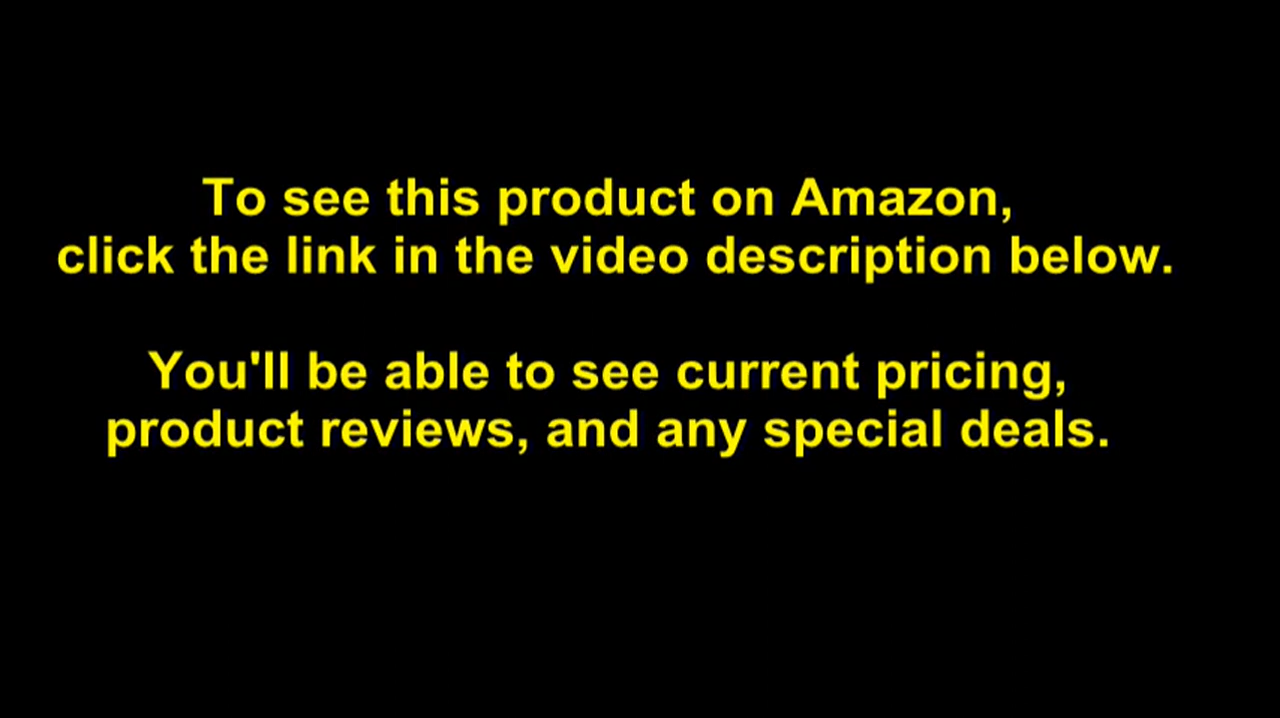 To see this product on Amazon,
click the link in the video description below.
You'll be able to see current pricing,
product reviews, and any special deals.